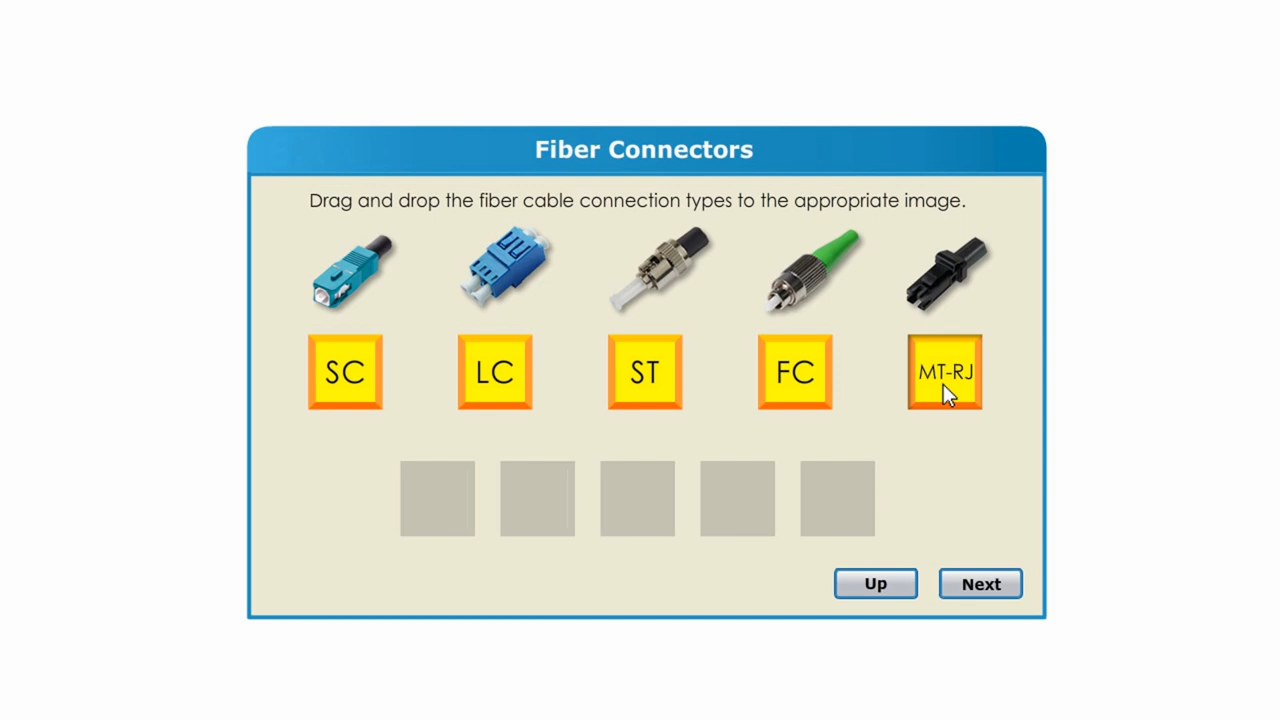 Fiber Connectors
Drag and drop the fiber cable connection types to the appropriate image.
SC LC ST FC MT-RJ
Up Next